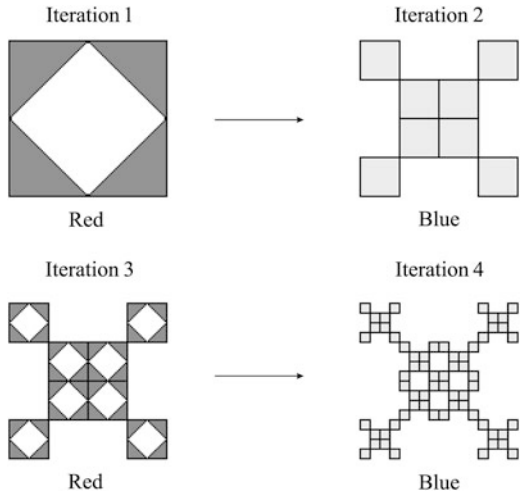 Iteration 1
Iteration 2
Red
Blue
Iteration 3
Iteration 4
Red
Blue